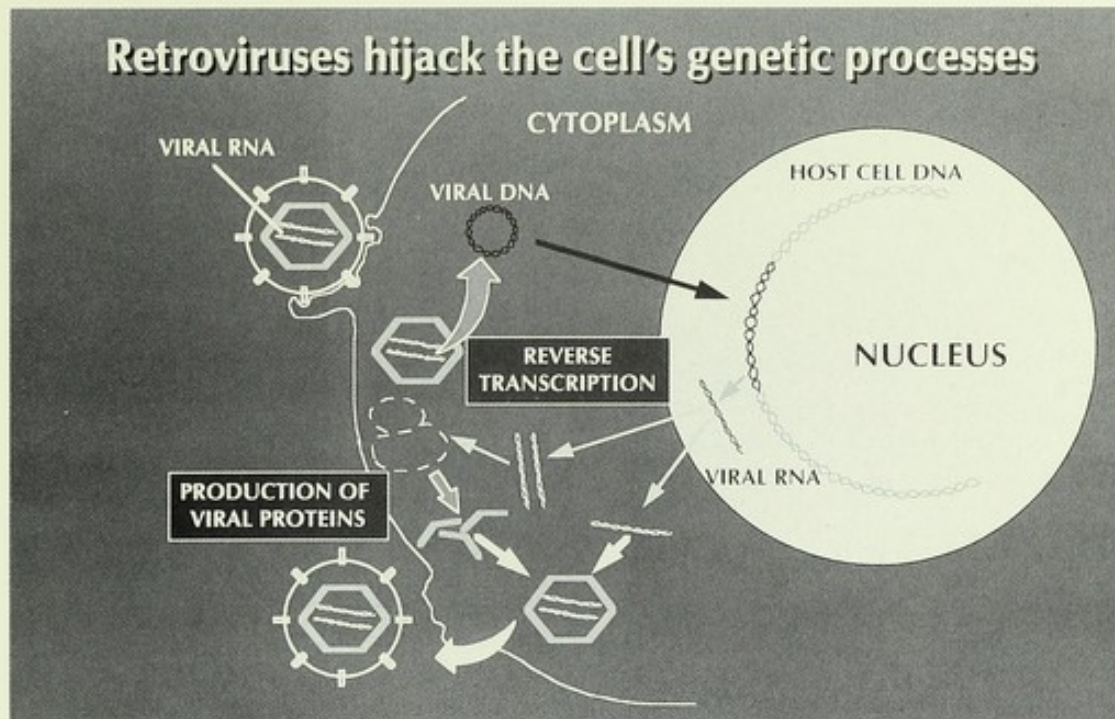 Retroviruses hijack the cell's genetic processes
CYTOPLASM
VIRAL RNA
HOST CELL DNA
VIRAL DNA
NUCLEUS
REVERSE
TRANSCRIPTION
VIRAL RNA
PRODUCTION OF
VIRAL PROTEINS